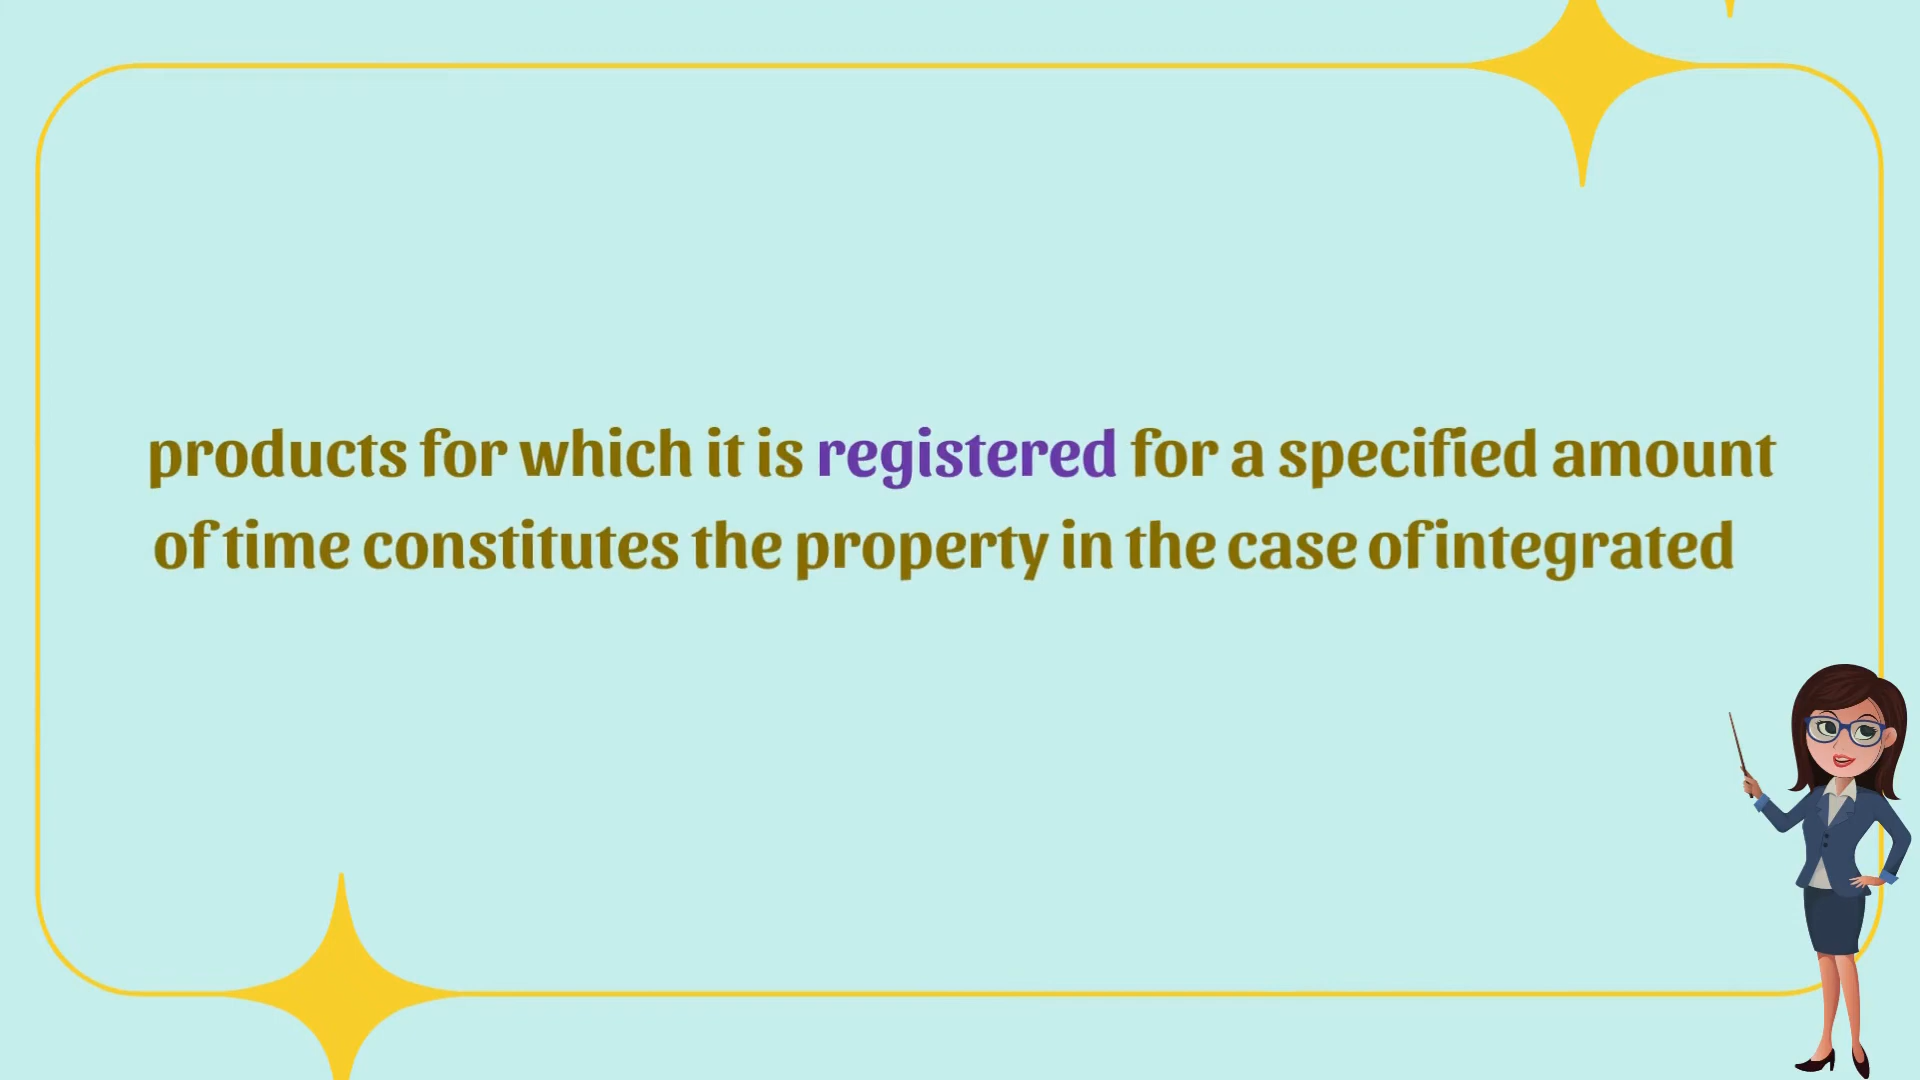 products for which it is registered for a specified amount
of time constitutes the property in the case of integrated